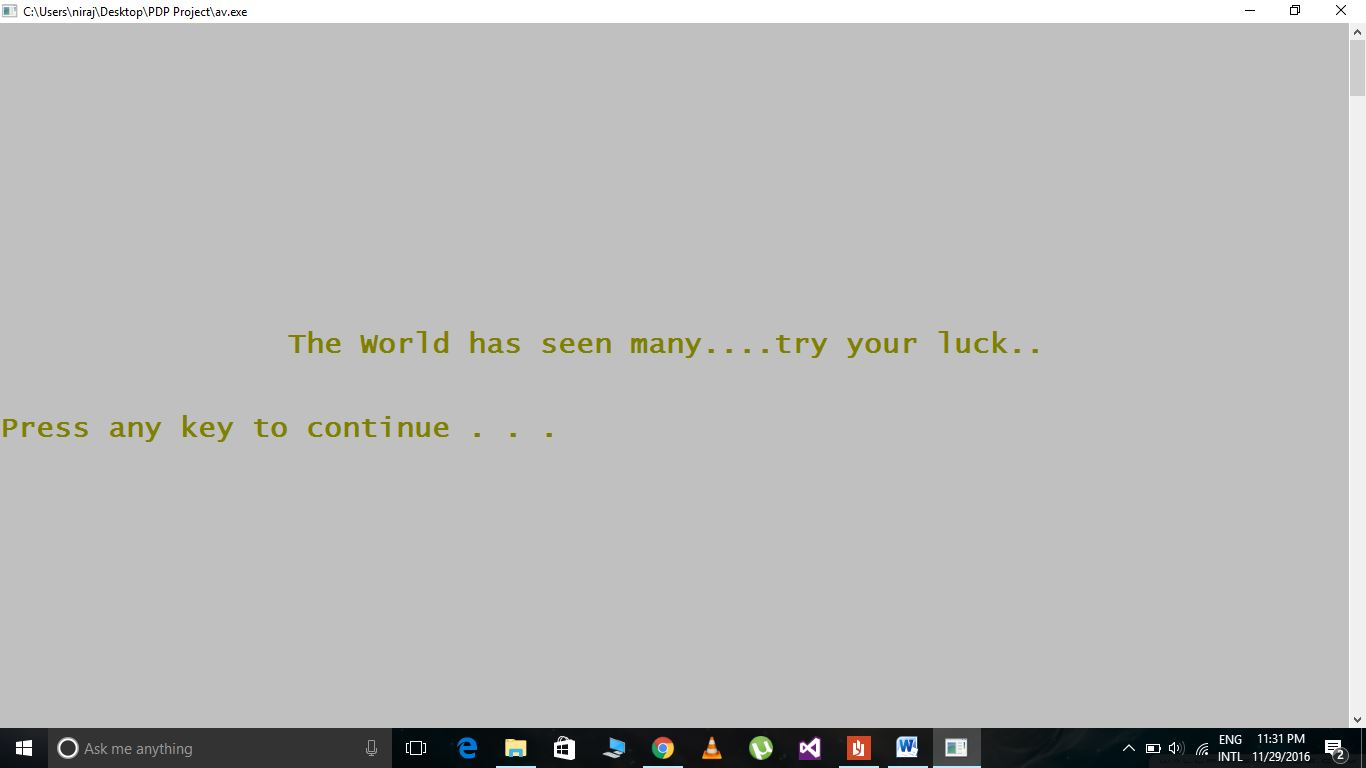 C:\Users\niraj\Desktop\PDP Project\av.exe
The World has seen many....try your luck..
Press any key to continue . . .
Ask me anything
ENG 11:31 PM
INTL 11/29/2016
2